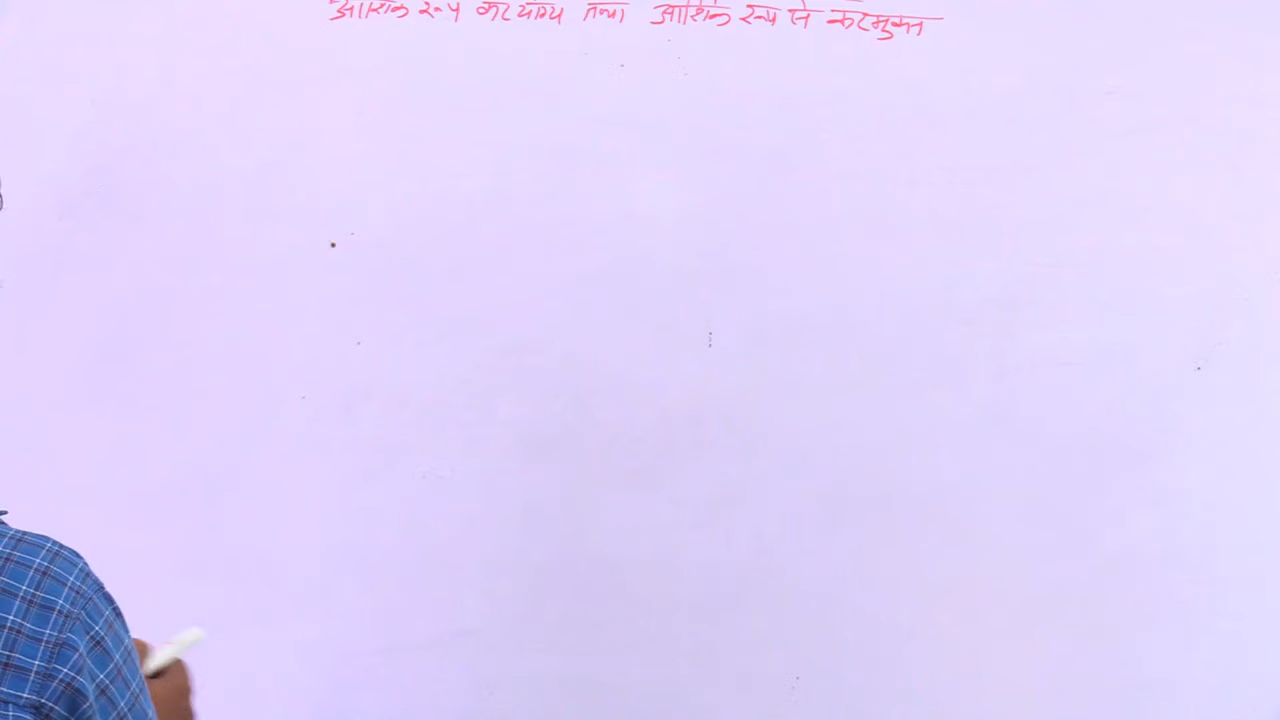 आंशिक रूप करयोग्य तथा आंशिक रूप से करमुक्त